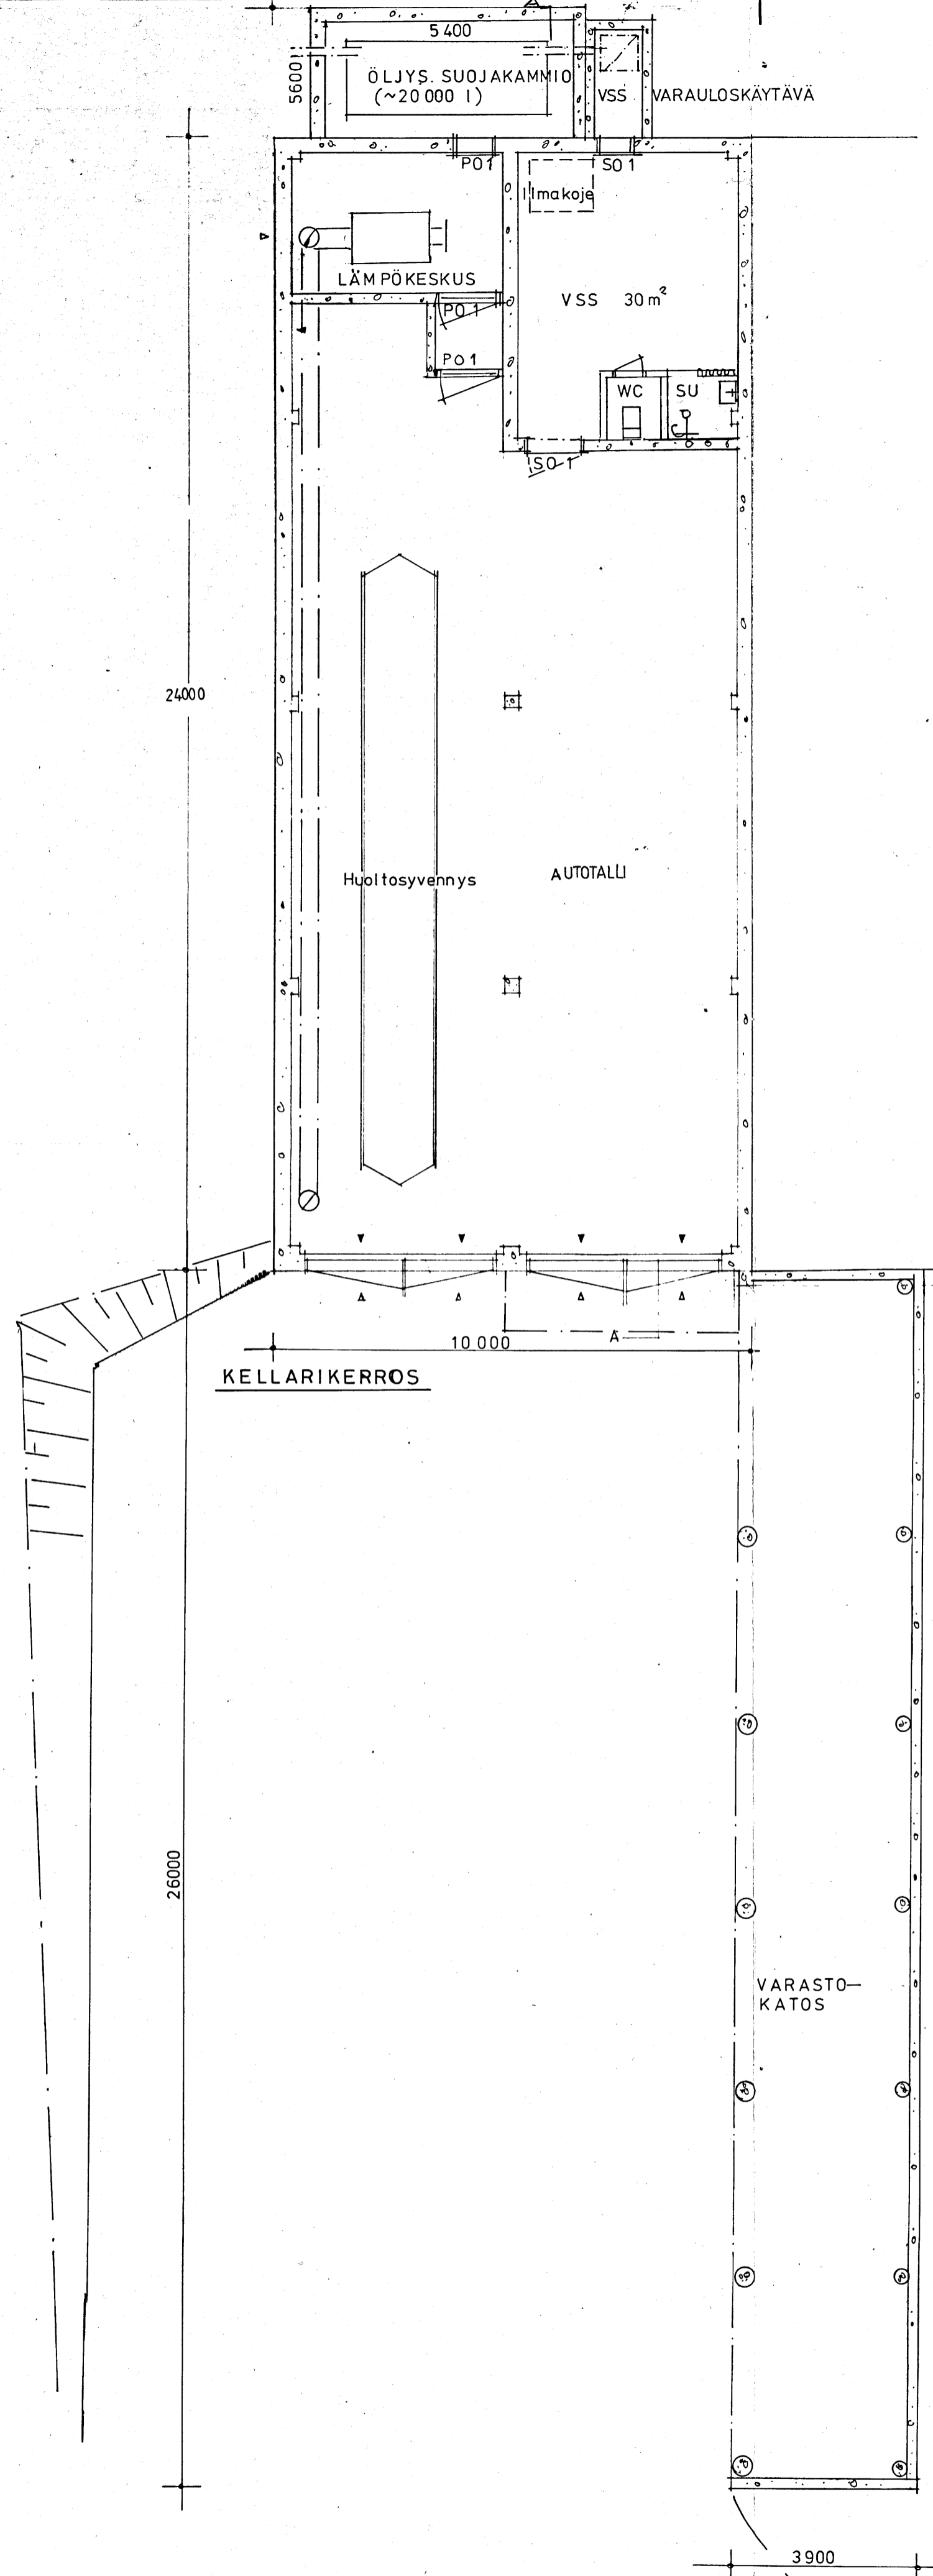 5 400
5600
ÖLJYS. SUOJAKAMMIO
(~20 000 l)
VSS
VARAULOSKÄYTÄVÄ
PO1
SO 1
Ilmakoje
LÄMPÖKESKUS
VSS 30 m²
PO 1
PO 1
WC
SU
SO 1
24000
Huoltosyvennys
AUTOTALLI
A
10 000
KELLARIKERROS
26000
VARASTO–
KATOS
3900